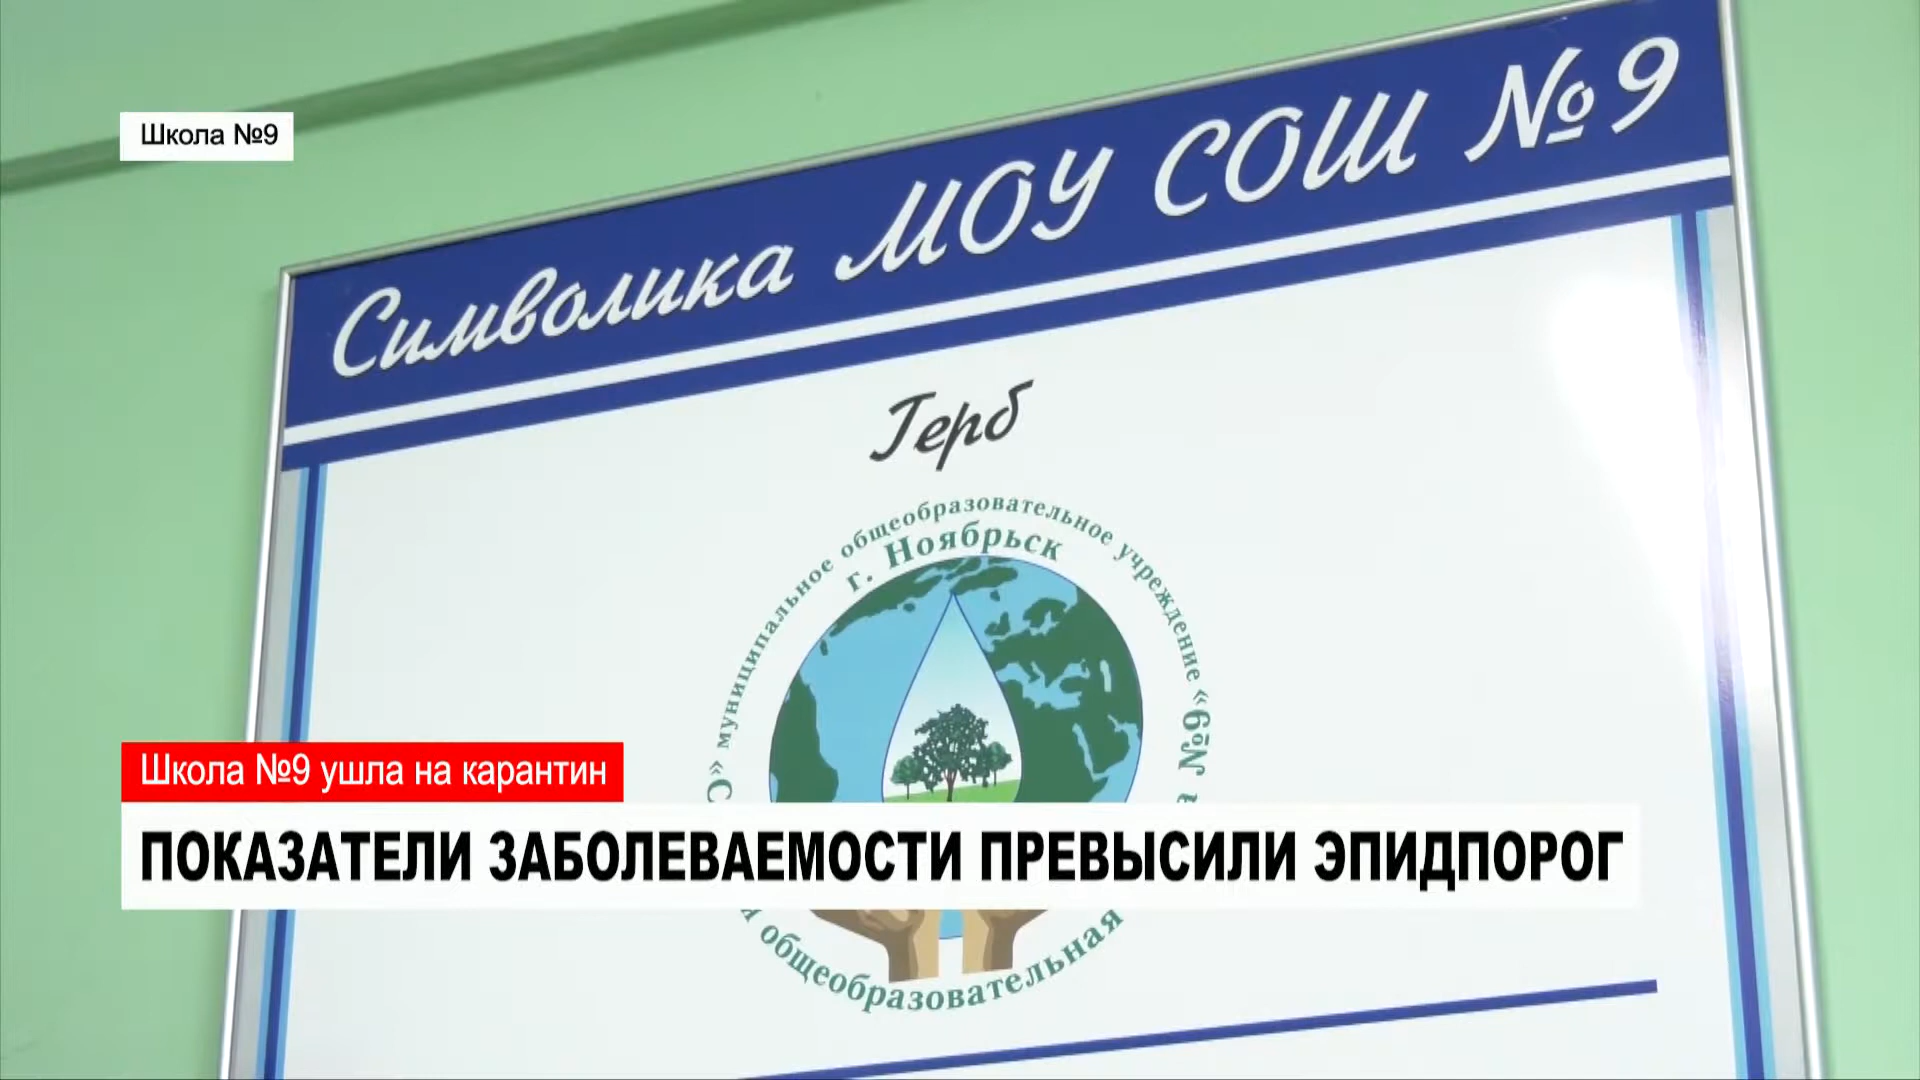 Школа №9
Символика МОУ СОШ №9
Герб
муниципальное общеобразовательное учреждение "
г. Ноябрьск
№9"
Школа №9 ушла на карантин
ПОКАЗАТЕЛИ ЗАБОЛЕВАЕМОСТИ ПРЕВЫСИЛИ ЭПИДПОРОГ
общеобразовательная